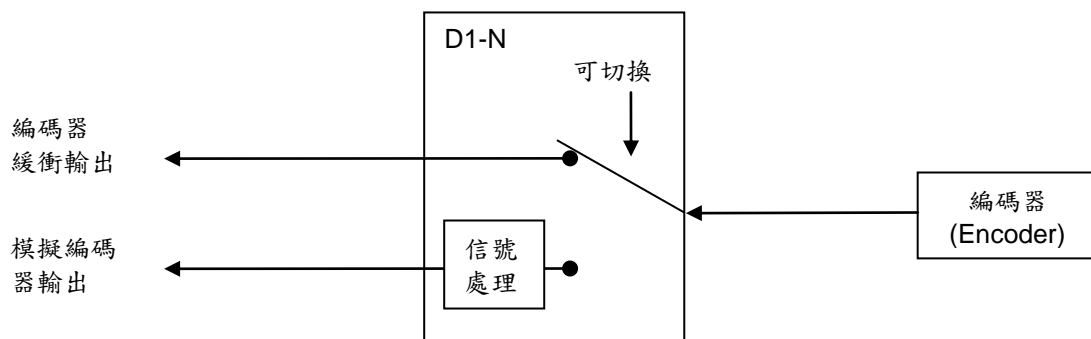 D1-N
可切換
編碼器
緩衝輸出
編碼器
(Encoder)
模擬編碼
器輸出
信號
處理